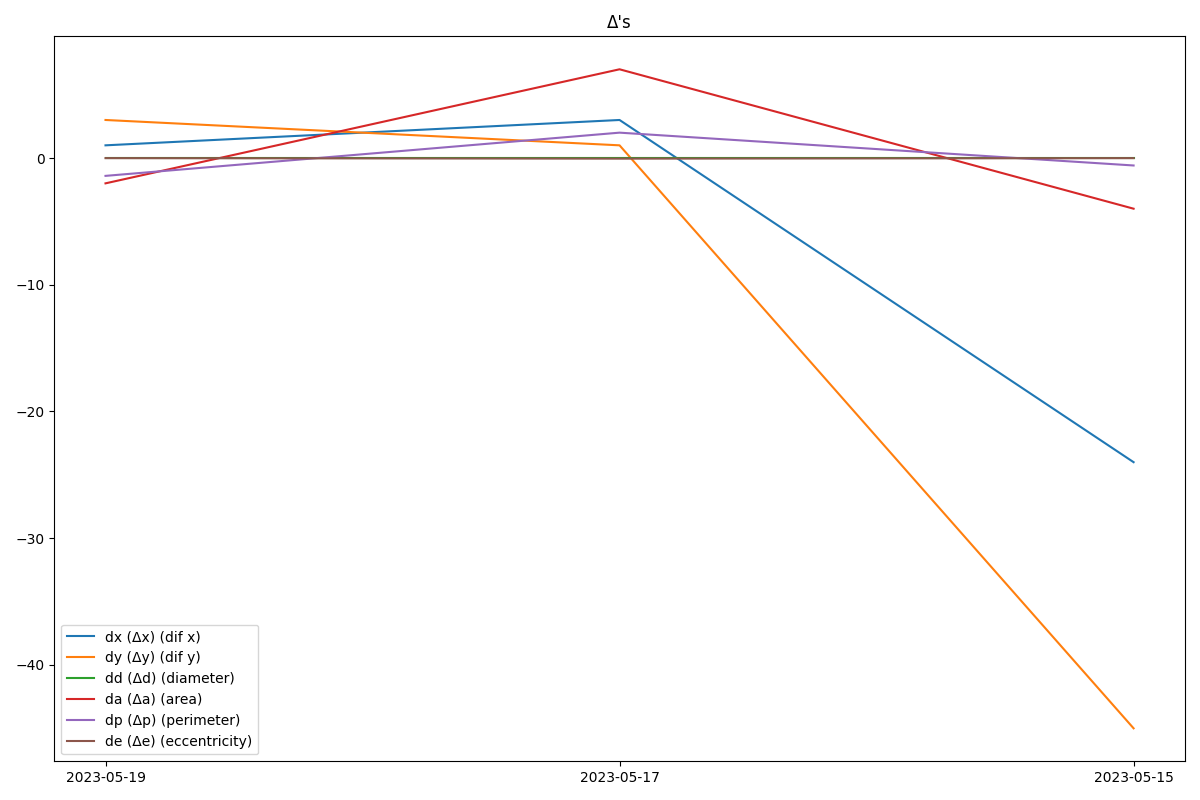 Δ's
0
−10
−20
−30
−40
dx (Δx) (dif x)
dy (Δy) (dif y)
dd (Δd) (diameter)
da (Δa) (area)
dp (Δp) (perimeter)
de (Δe) (eccentricity)
2023-05-19 2023-05-17 2023-05-15